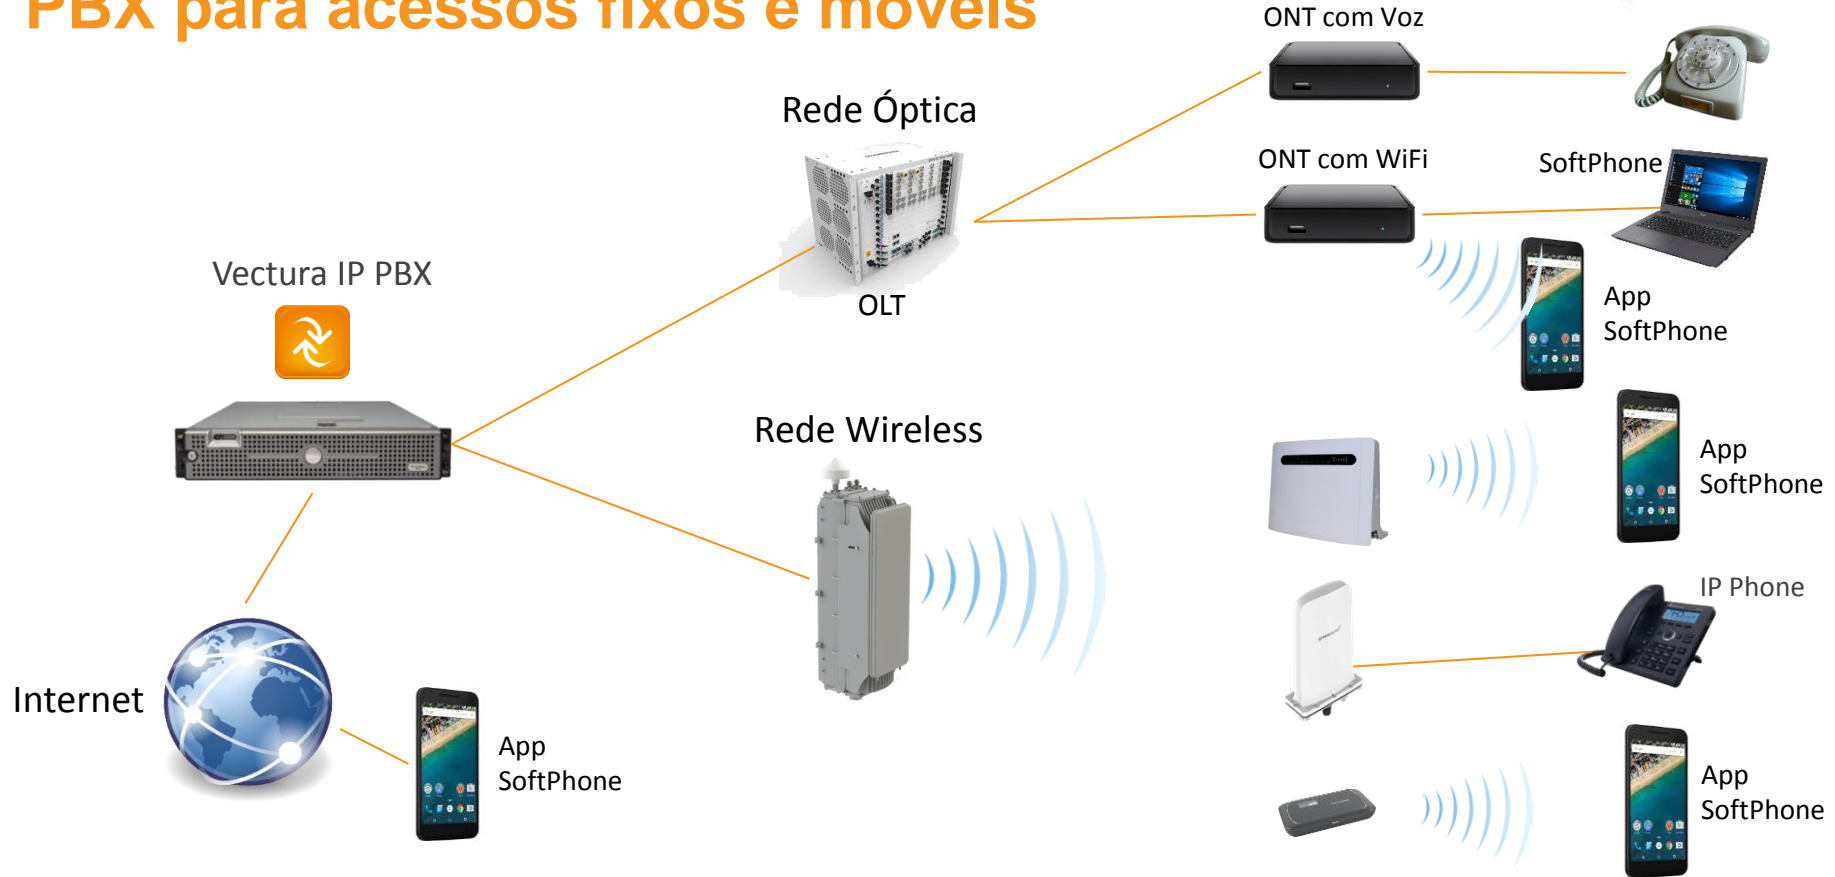 PBX para acessos fixos e móveis
ONT com Voz
Rede Óptica
ONT com WiFi
SoftPhone
Vectura IP PBX
OLT
App
SoftPhone
Rede Wireless
App
SoftPhone
IP Phone
Internet
App
SoftPhone
App
SoftPhone